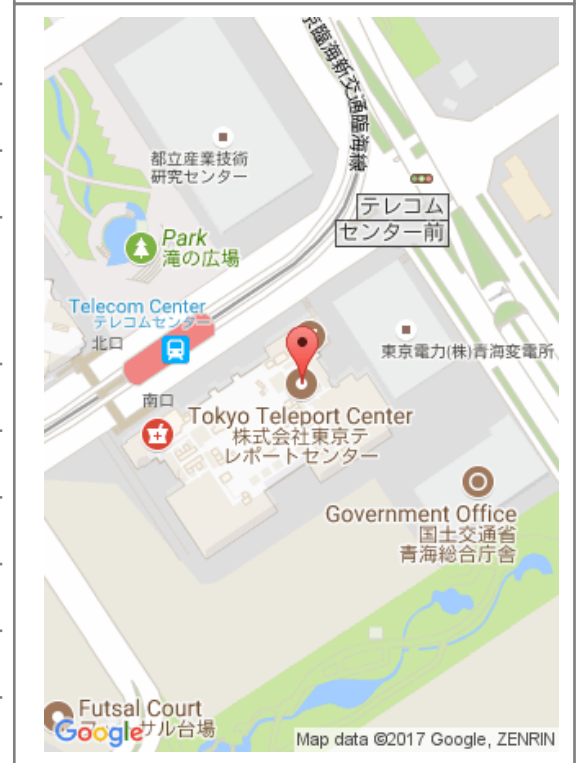 東京臨海新交通臨海線
都立産業技術
研究センター
テレコム
センター前
Park
滝の広場
Telecom Center
テレコムセンター
北口
東京電力(株)青海変電所
南口
Tokyo Teleport Center
株式会社東京テ
レポートセンター
Government Office
国土交通省
青海総合庁舎
Futsal Court
サル台場
Google
Map data ©2017 Google, ZENRIN